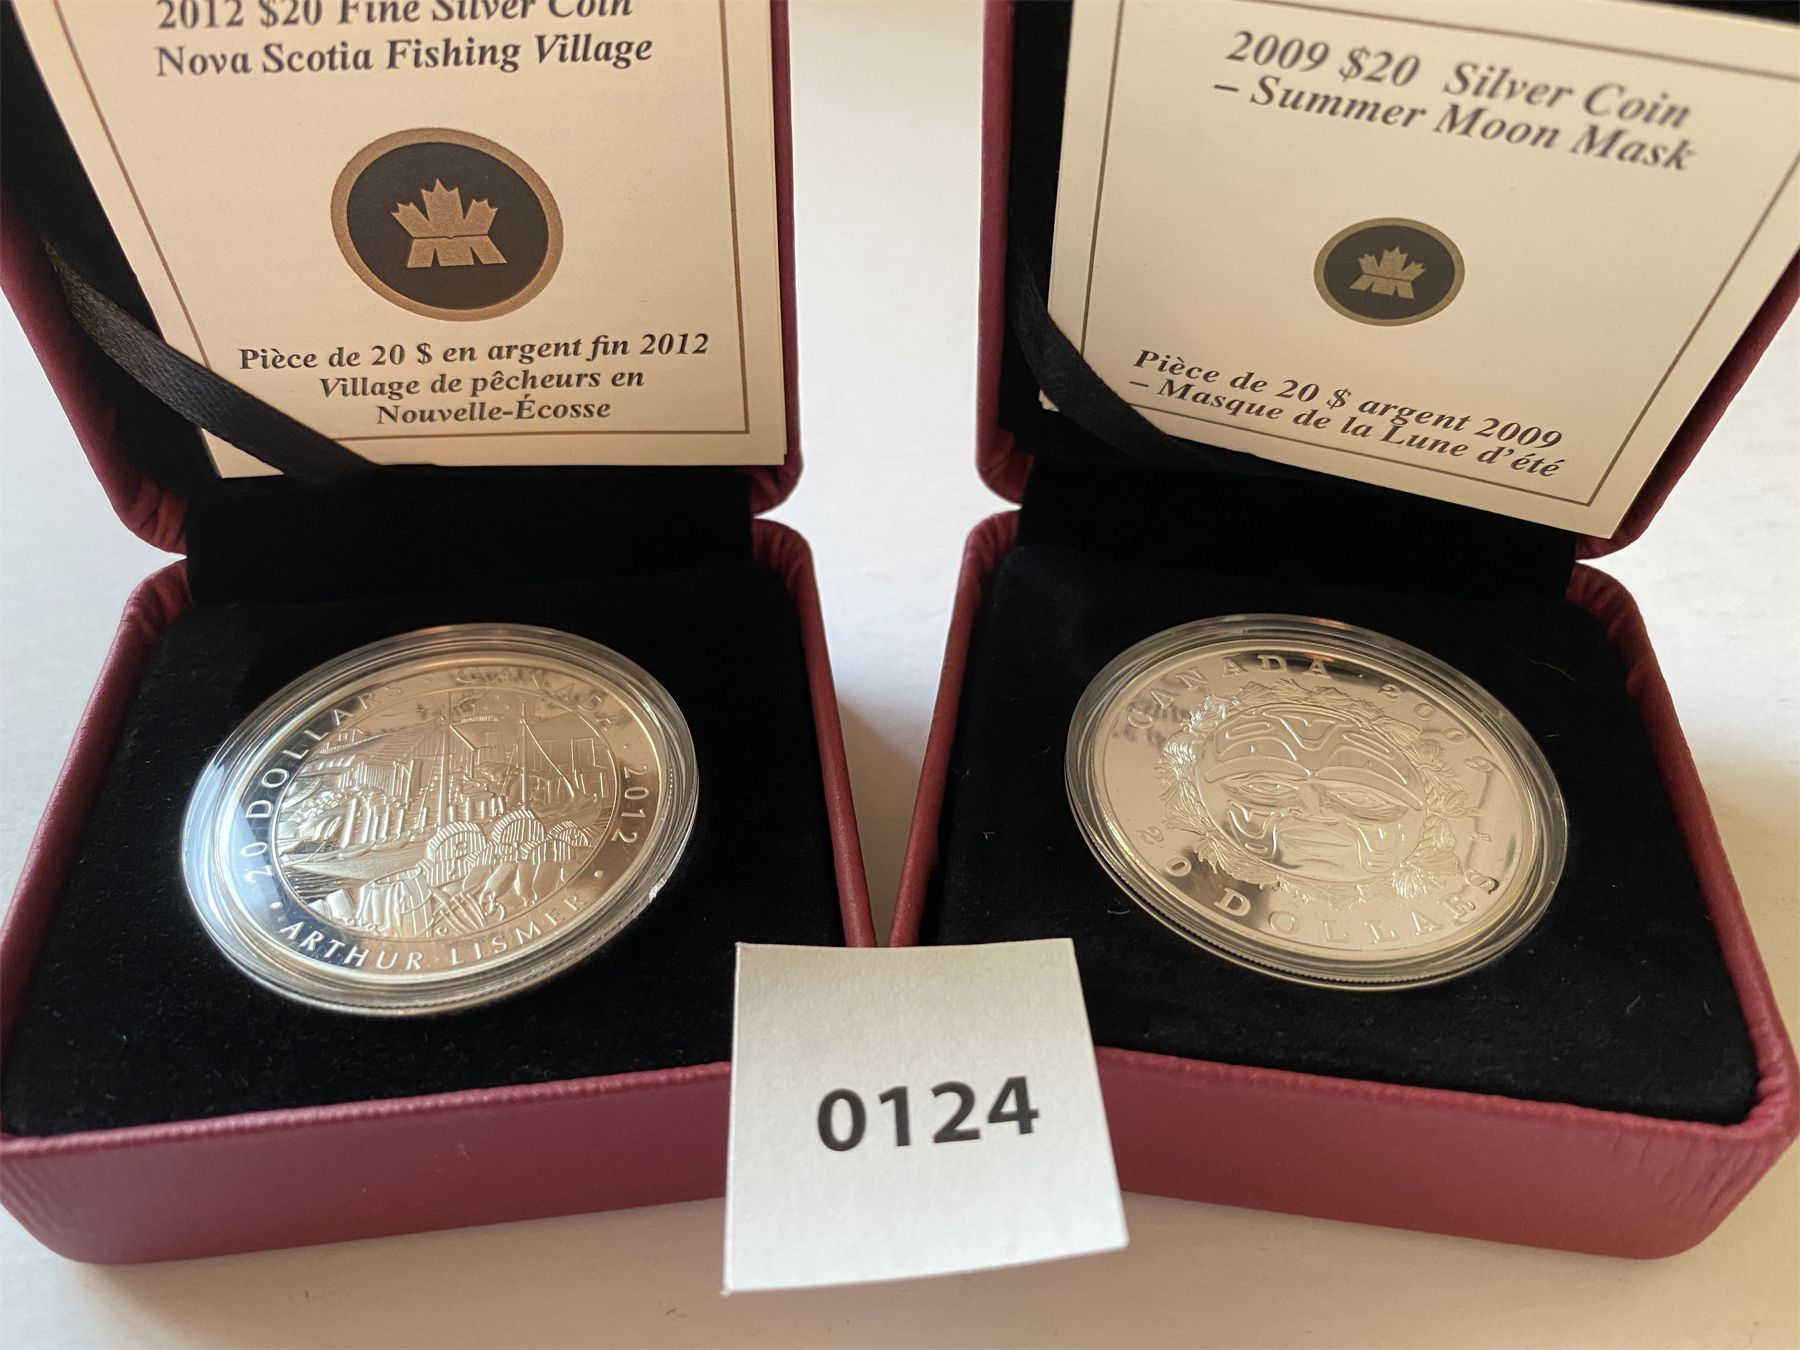 2012 $20 Fine Silver Coin
Nova Scotia Fishing Village
Pièce de 20 $ en argent fin 2012
Village de pêcheurs en
Nouvelle-Écosse
2009 $20 Silver Coin
– Summer Moon Mask
Pièce de 20 $ argent 2009
– Masque de la Lune d'été
20 DOLLARS · CANADA · 2012 ·
· ARTHUR LISMER
CANADA · 2009
20 DOLLARS
0124